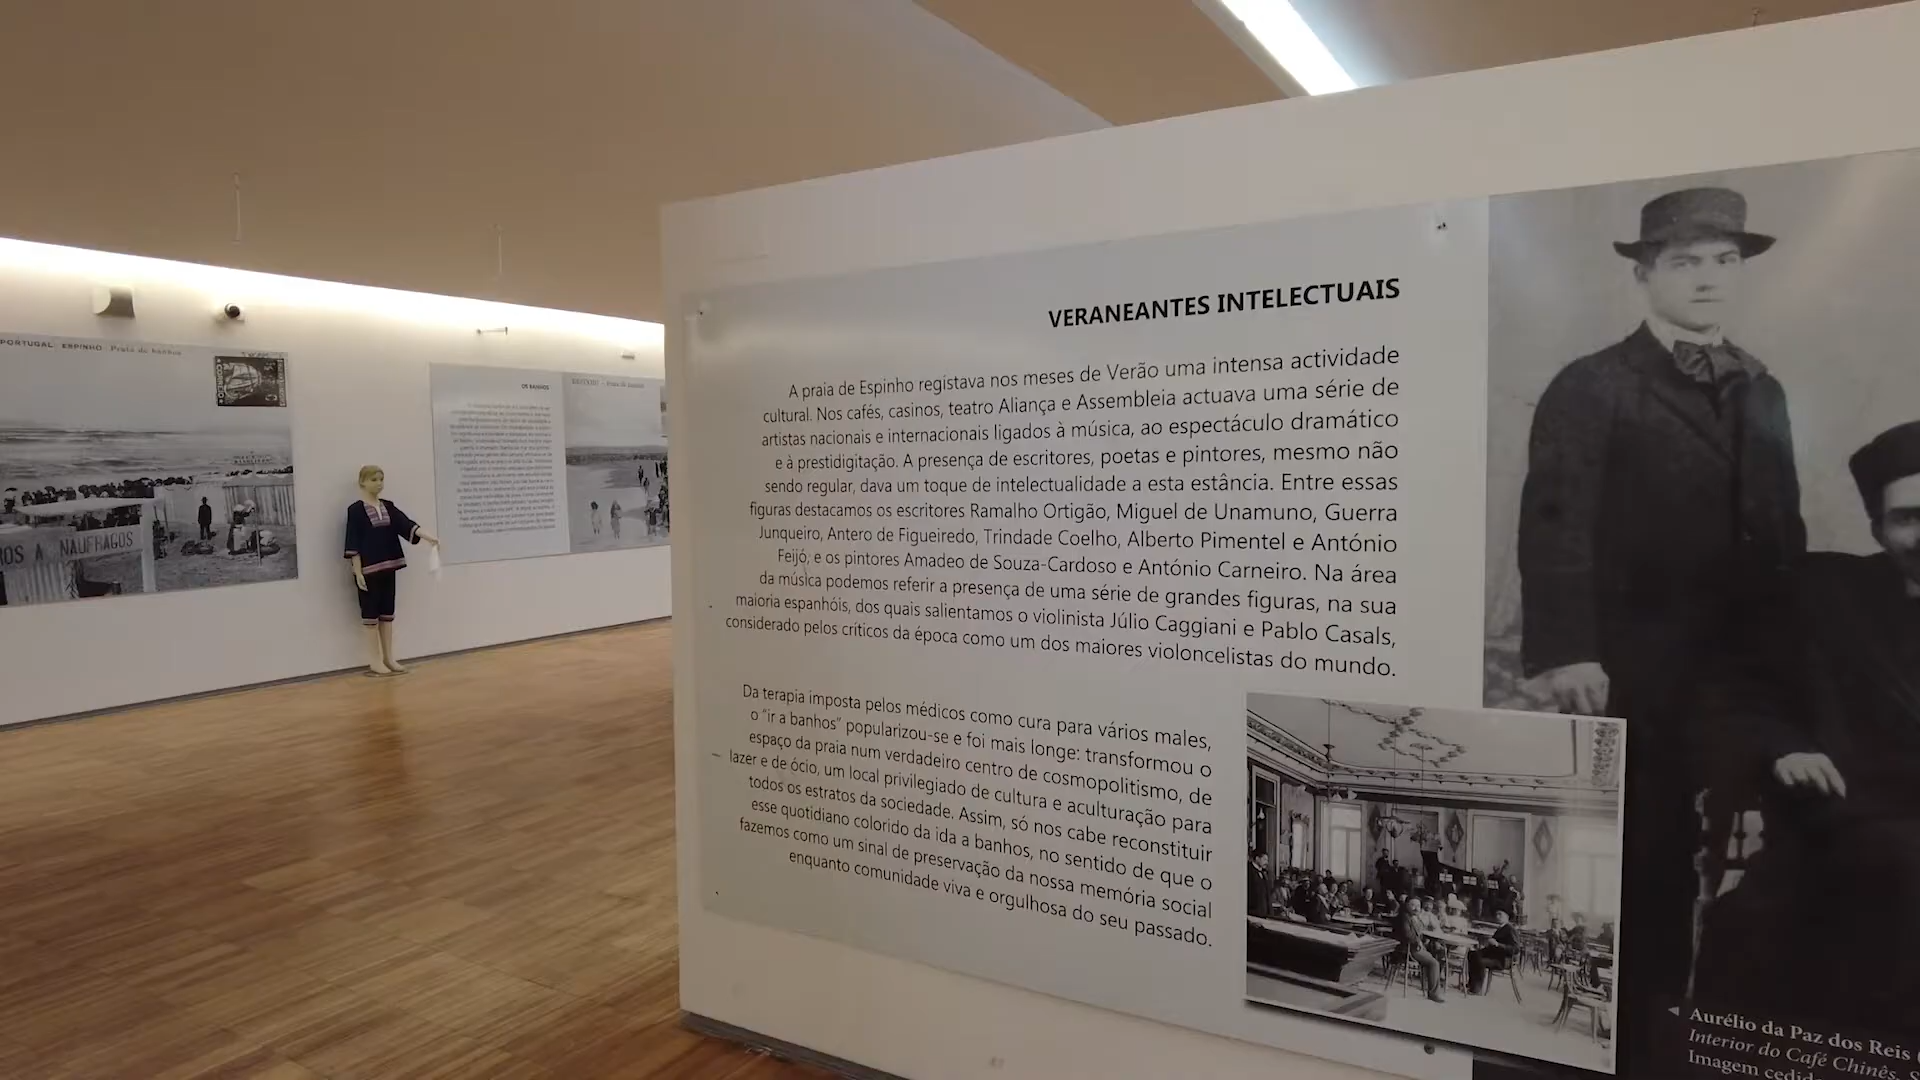 PORTUGAL ESPINHO Praia de banhos
OS BANHOS
ESPINHO - Praia de banhos
OS A NAUFRAGOS
VERANEANTES INTELECTUAIS
A praia de Espinho registava nos meses de Verão uma intensa actividade
cultural. Nos cafés, casinos, teatro Aliança e Assembleia actuava uma série de
artistas nacionais e internacionais ligados à música, ao espectáculo dramático
e à prestidigitação. A presença de escritores, poetas e pintores, mesmo não
sendo regular, dava um toque de intelectualidade a esta estância. Entre essas
figuras destacamos os escritores Ramalho Ortigão, Miguel de Unamuno, Guerra
Junqueiro, Antero de Figueiredo, Trindade Coelho, Alberto Pimentel e António
Feijó; e os pintores Amadeo de Souza-Cardoso e António Carneiro. Na área
da música podemos referir a presença de uma série de grandes figuras, na sua
maioria espanhóis, dos quais salientamos o violinista Júlio Caggiani e Pablo Casals,
considerado pelos críticos da época como um dos maiores violoncelistas do mundo.
Da terapia imposta pelos médicos como cura para vários males,
o "ir a banhos" popularizou-se e foi mais longe: transformou o
espaço da praia num verdadeiro centro de cosmopolitismo, de
lazer e de ócio, um local privilegiado de cultura e aculturação para
todos os estratos da sociedade. Assim, só nos cabe reconstituir
esse quotidiano colorido da ida a banhos, no sentido de que o
fazemos como um sinal de preservação da nossa memória social
enquanto comunidade viva e orgulhosa do seu passado.
Aurélio da Paz dos Reis (
Interior do Café Chinês. S
Imagem cedid